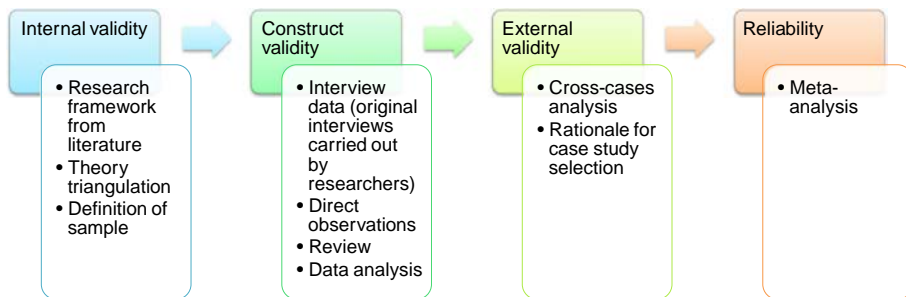 Internal validity
• Research
framework
from
literature
• Theory
triangulation
• Definition of
sample
Construct
validity
• Interview
data (original
interviews
carried out
by
researchers)
• Direct
observations
• Review
• Data analysis
External
validity
• Cross-cases
analysis
• Rationale for
case study
selection
Reliability
• Meta-
analysis